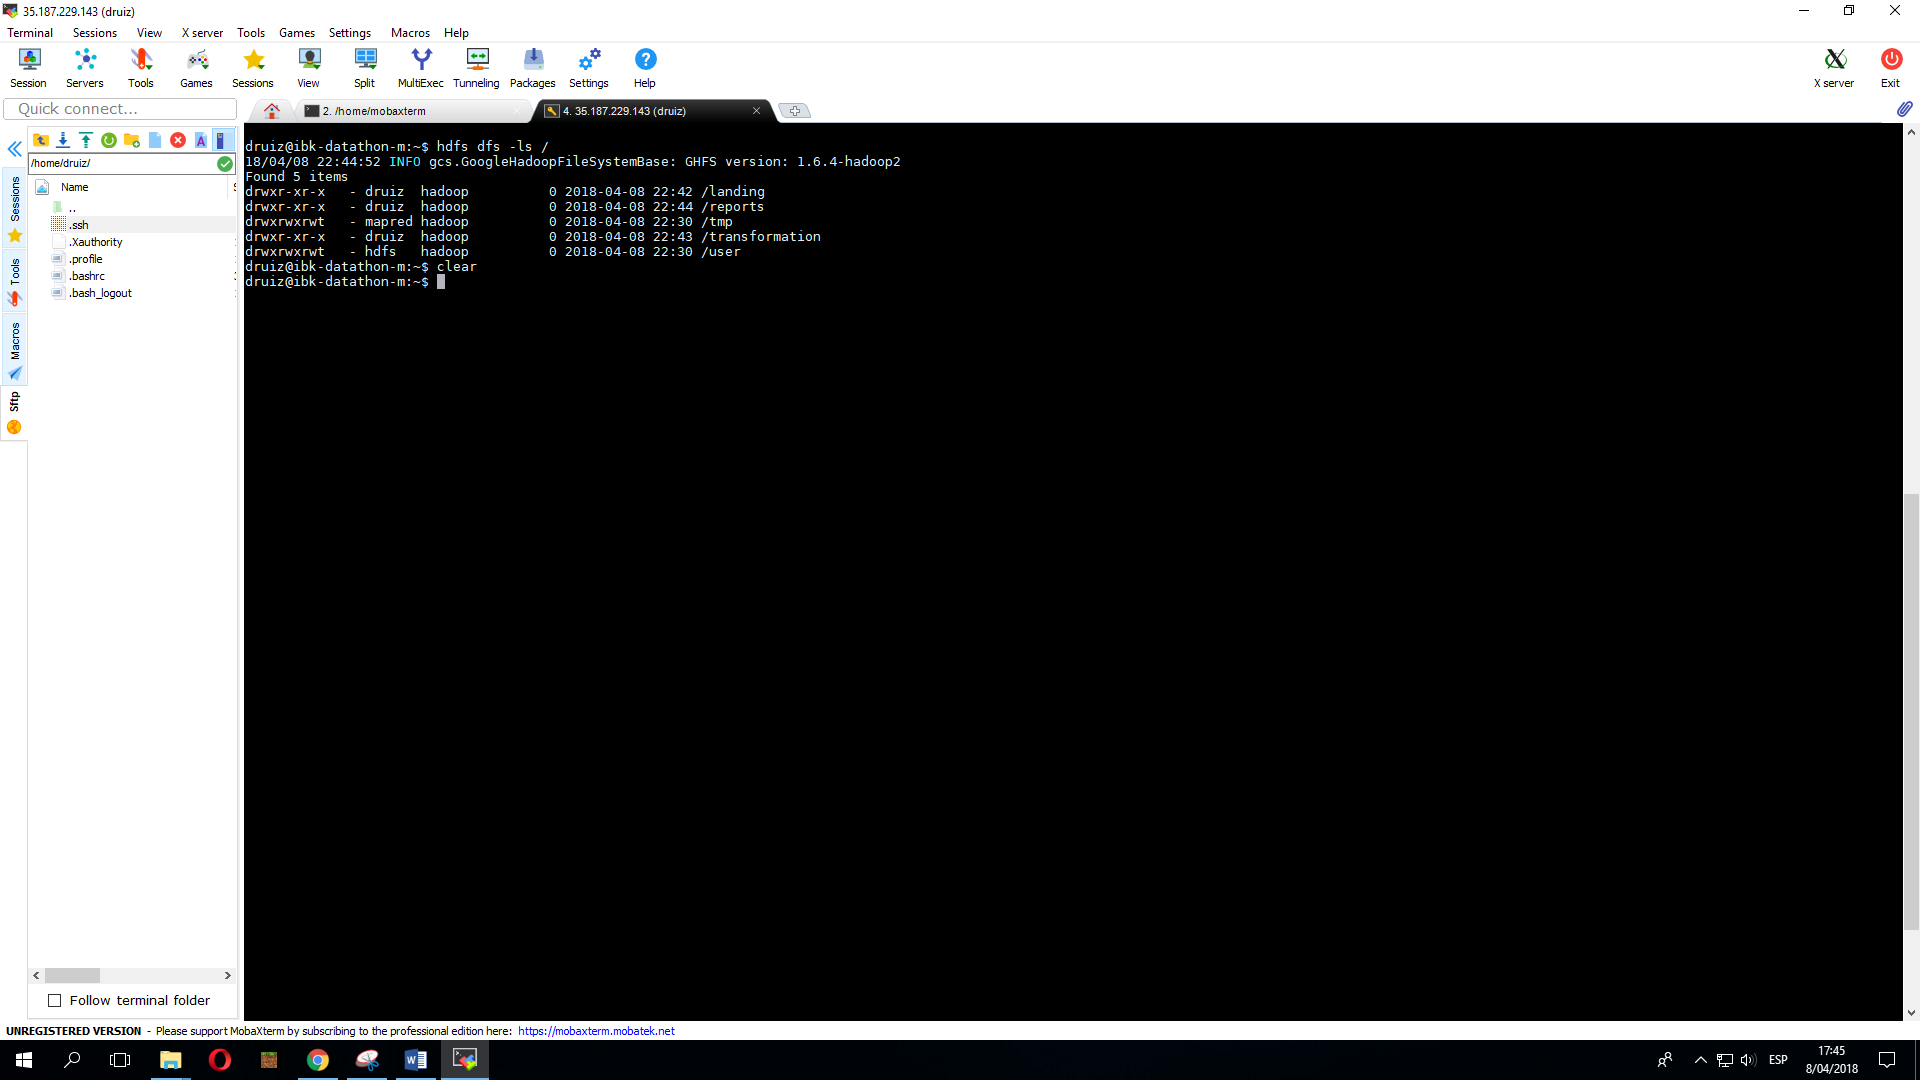 35.187.229.143 (druiz)
Terminal Sessions View X server Tools Games Settings Macros Help
Session Servers Tools Games Sessions View Split MultiExec Tunneling Packages Settings Help X server Exit
Quick connect...
2. /home/mobaxterm
4. 35.187.229.143 (druiz)
/home/druiz/
Name
..
.ssh
.Xauthority
.profile
.bashrc
.bash_logout
Sessions
Tools
Macros
Sftp
Follow terminal folder
druiz@ibk-datathon-m:~$ hdfs dfs -ls /
18/04/08 22:44:52 INFO gcs.GoogleHadoopFileSystemBase: GHFS version: 1.6.4-hadoop2
Found 5 items
drwxr-xr-x   - druiz  hadoop          0 2018-04-08 22:42 /landing
drwxr-xr-x   - druiz  hadoop          0 2018-04-08 22:44 /reports
drwxrwxrwt   - mapred hadoop          0 2018-04-08 22:30 /tmp
drwxr-xr-x   - druiz  hadoop          0 2018-04-08 22:43 /transformation
drwxrwxrwt   - hdfs   hadoop          0 2018-04-08 22:30 /user
druiz@ibk-datathon-m:~$ clear
druiz@ibk-datathon-m:~$
UNREGISTERED VERSION - Please support MobaXterm by subscribing to the professional edition here: https://mobaxterm.mobatek.net
ESP
17:45
8/04/2018